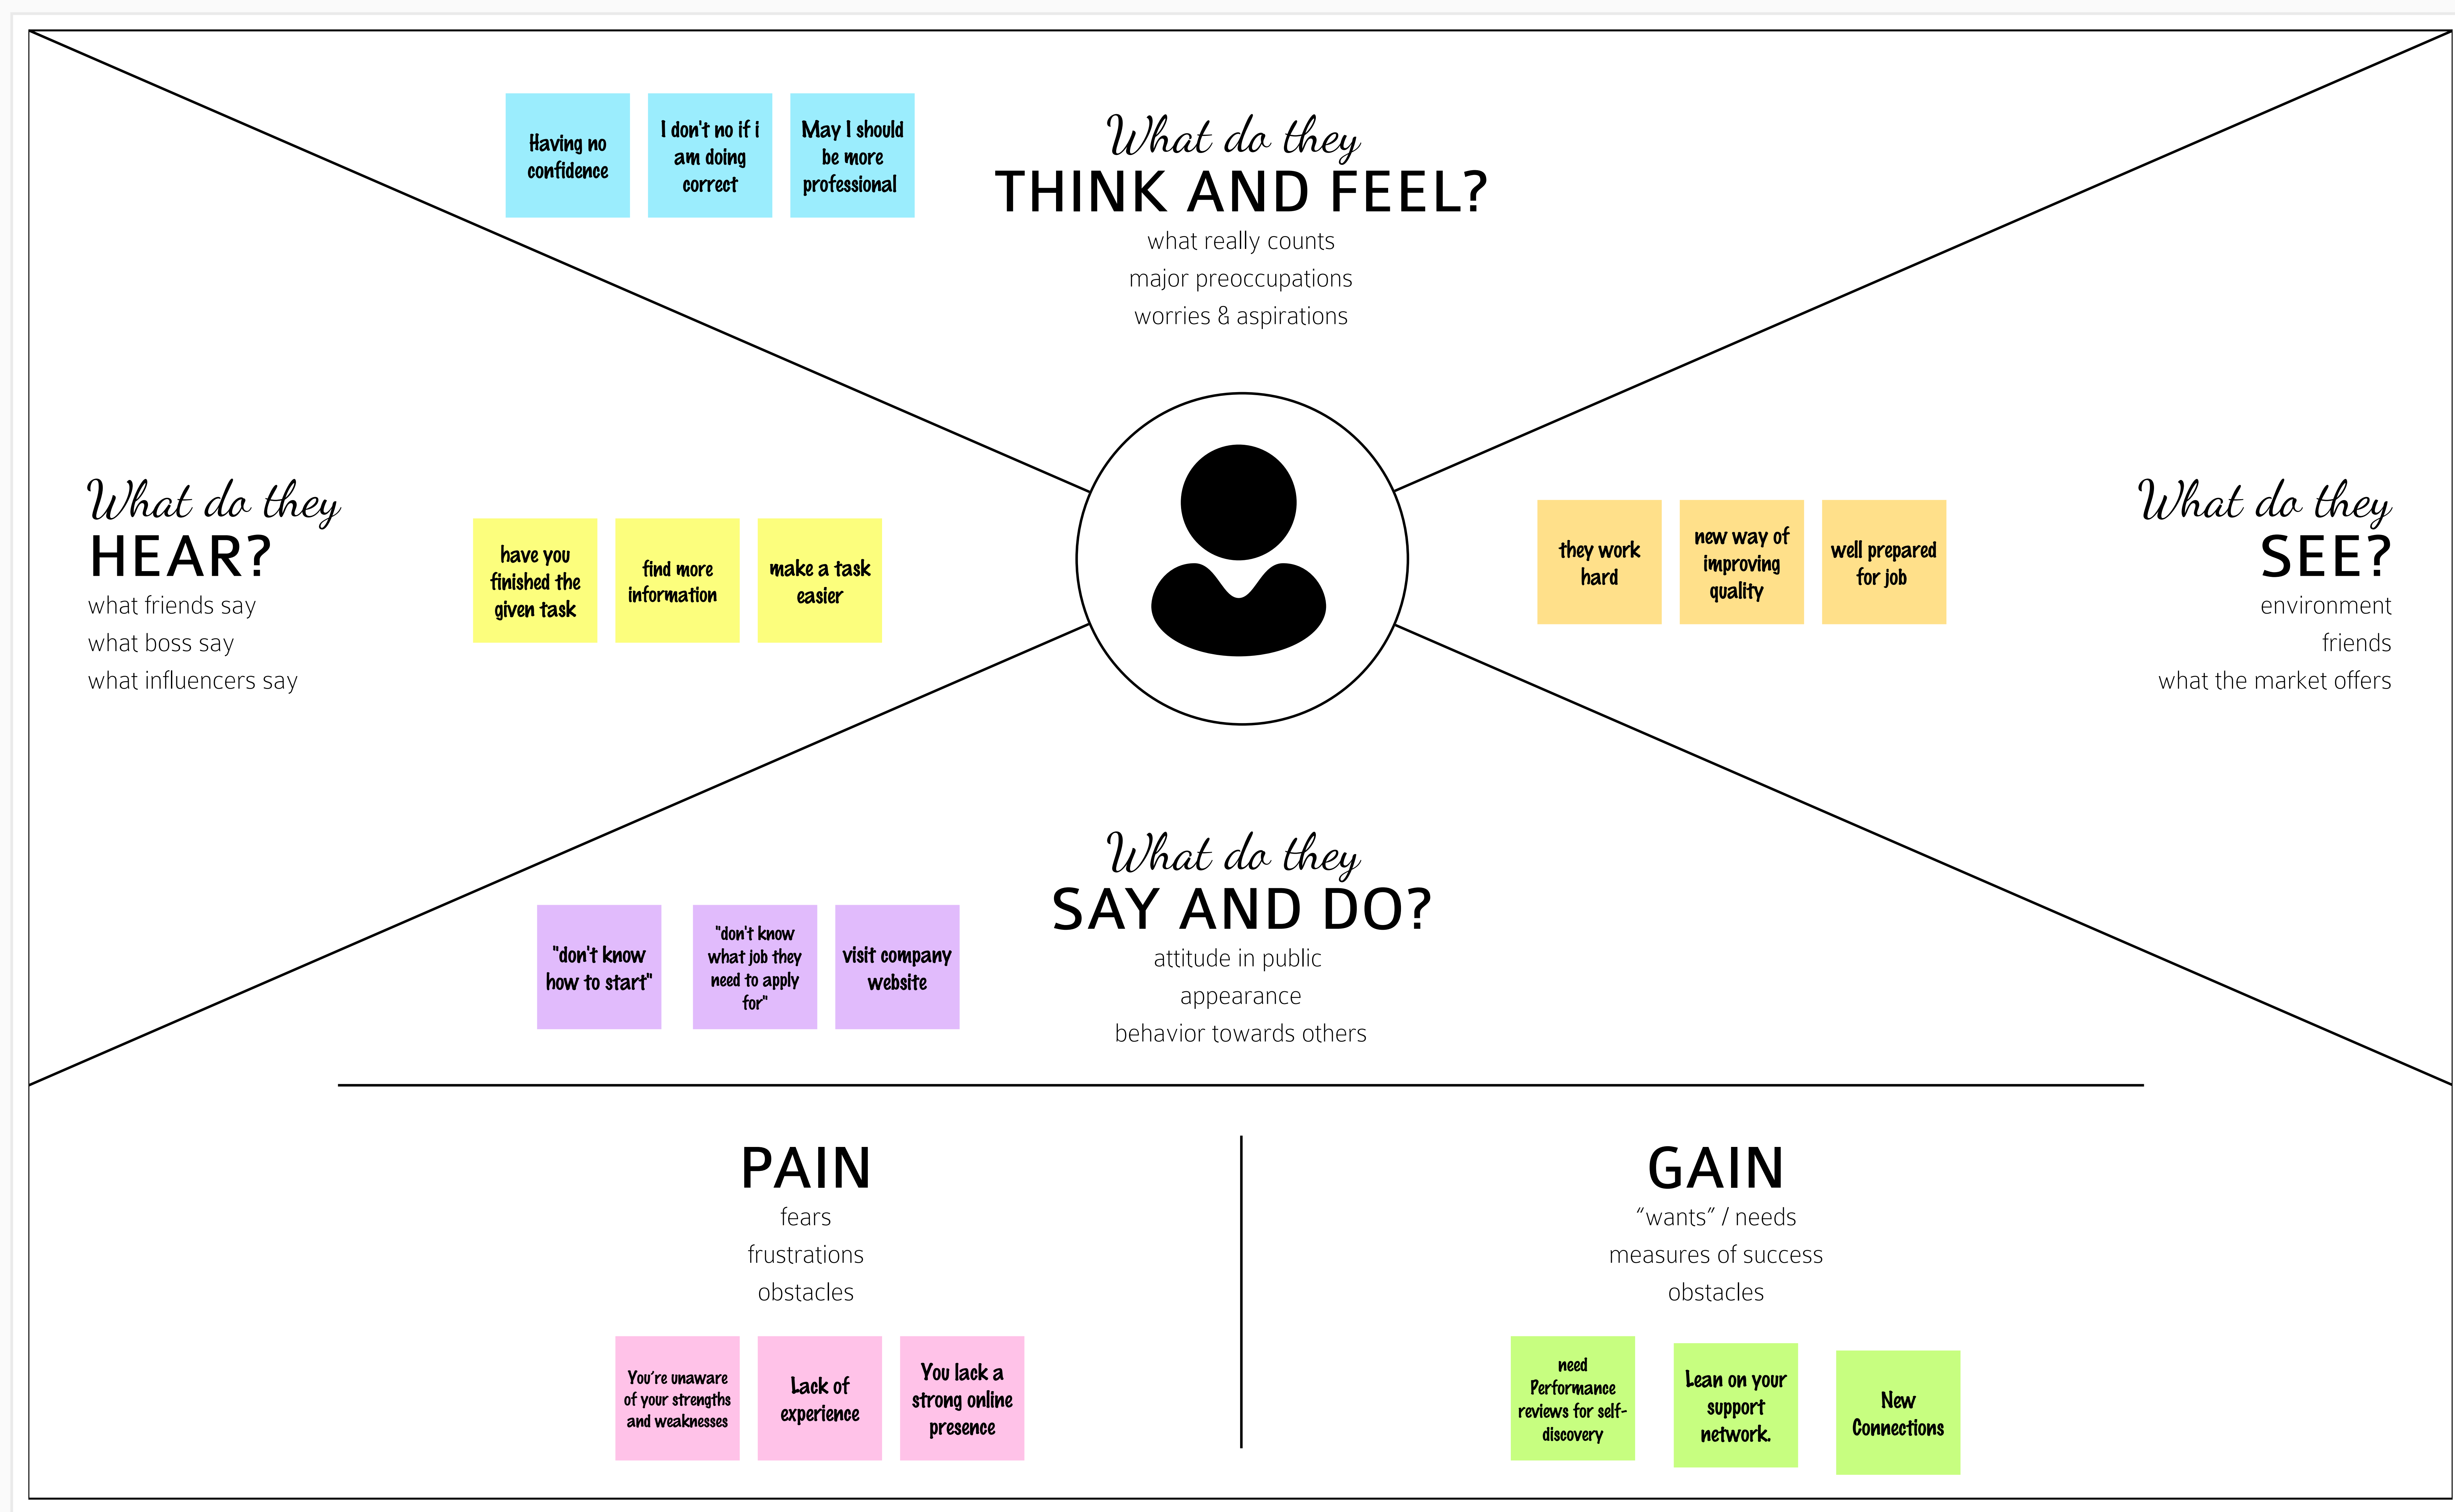 Having no
confidence
I don't no if i
am doing
correct
May I should
be more
professional
What do they
THINK AND FEEL?
what really counts
major preoccupations
worries & aspirations
What do they
HEAR?
what friends say
what boss say
what influencers say
have you
finished the
given task
find more
information
make a task
easier
they work
hard
new way of
improving
quality
well prepared
for job
What do they
SEE?
environment
friends
what the market offers
What do they
SAY AND DO?
attitude in public
appearance
behavior towards others
"don't know
how to start"
"don't know
what job they
need to apply
for"
visit company
website
PAIN
fears
frustrations
obstacles
You're unaware
of your strengths
and weaknesses
Lack of
experience
You lack a
strong online
presence
GAIN
“wants” / needs
measures of success
obstacles
need
Performance
reviews for self-
discovery
Lean on your
support
network.
New
Connections